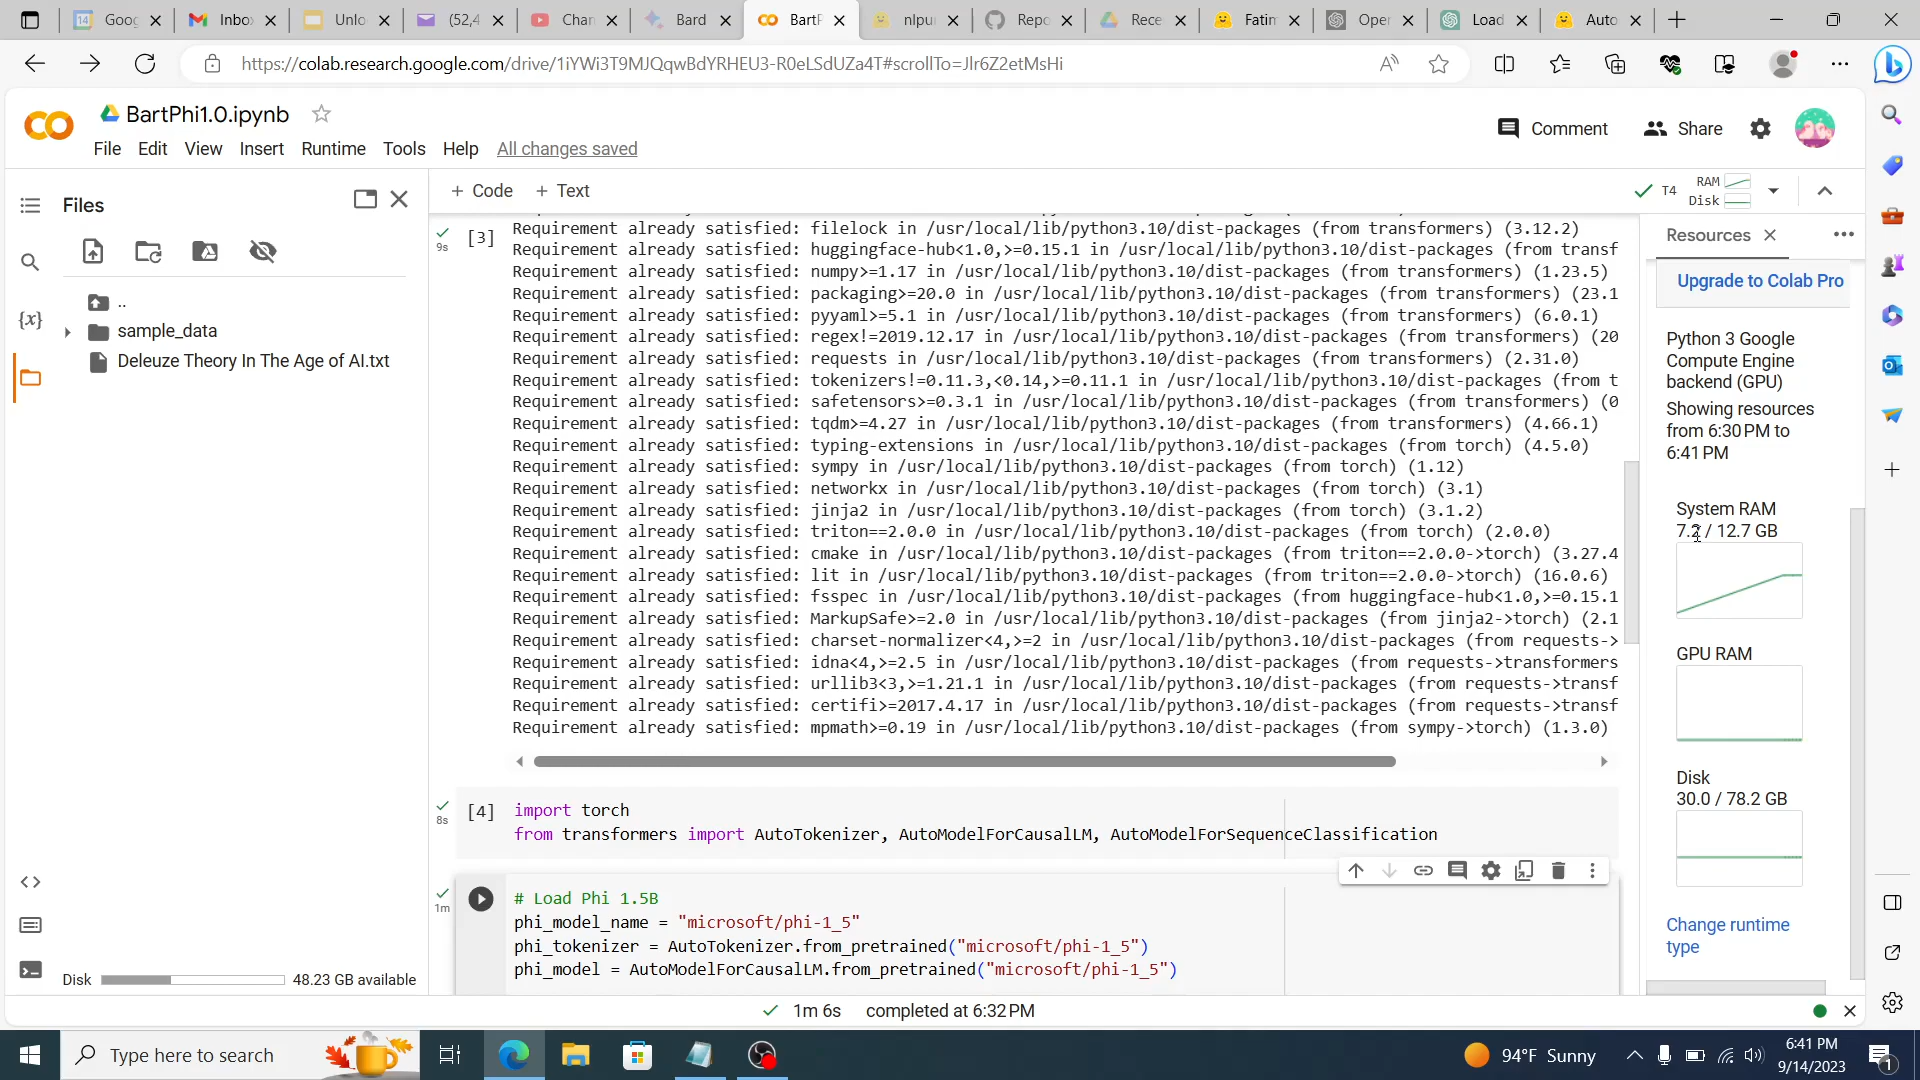 Goog
Inbo
Unlo
(52,4
Char
Bard
BartF
nlpu
Repo
Rece
Fatim
Oper
Load
Auto
https://colab.research.google.com/drive/1iYWi3T9MJQqwBdYRHEU3-R0eLSdUZa4T#scrollTo=Jlr6Z2etMsHi
BartPhi1.0.ipynb
File Edit View Insert Runtime Tools Help All changes saved
Comment
Share
Files
+ Code + Text
T4
RAM
Disk
..
sample_data
Deleuze Theory In The Age of AI.txt
{x}
Disk
48.23 GB available
9s
[3]
Requirement already satisfied: filelock in /usr/local/lib/python3.10/dist-packages (from transformers) (3.12.2)
Requirement already satisfied: huggingface-hub<1.0,>=0.15.1 in /usr/local/lib/python3.10/dist-packages (from transf
Requirement already satisfied: numpy>=1.17 in /usr/local/lib/python3.10/dist-packages (from transformers) (1.23.5)
Requirement already satisfied: packaging>=20.0 in /usr/local/lib/python3.10/dist-packages (from transformers) (23.1
Requirement already satisfied: pyyaml>=5.1 in /usr/local/lib/python3.10/dist-packages (from transformers) (6.0.1)
Requirement already satisfied: regex!=2019.12.17 in /usr/local/lib/python3.10/dist-packages (from transformers) (20
Requirement already satisfied: requests in /usr/local/lib/python3.10/dist-packages (from transformers) (2.31.0)
Requirement already satisfied: tokenizers!=0.11.3,<0.14,>=0.11.1 in /usr/local/lib/python3.10/dist-packages (from t
Requirement already satisfied: safetensors>=0.3.1 in /usr/local/lib/python3.10/dist-packages (from transformers) (0
Requirement already satisfied: tqdm>=4.27 in /usr/local/lib/python3.10/dist-packages (from transformers) (4.66.1)
Requirement already satisfied: typing-extensions in /usr/local/lib/python3.10/dist-packages (from torch) (4.5.0)
Requirement already satisfied: sympy in /usr/local/lib/python3.10/dist-packages (from torch) (1.12)
Requirement already satisfied: networkx in /usr/local/lib/python3.10/dist-packages (from torch) (3.1)
Requirement already satisfied: jinja2 in /usr/local/lib/python3.10/dist-packages (from torch) (3.1.2)
Requirement already satisfied: triton==2.0.0 in /usr/local/lib/python3.10/dist-packages (from torch) (2.0.0)
Requirement already satisfied: cmake in /usr/local/lib/python3.10/dist-packages (from triton==2.0.0->torch) (3.27.4
Requirement already satisfied: lit in /usr/local/lib/python3.10/dist-packages (from triton==2.0.0->torch) (16.0.6)
Requirement already satisfied: fsspec in /usr/local/lib/python3.10/dist-packages (from huggingface-hub<1.0,>=0.15.1
Requirement already satisfied: MarkupSafe>=2.0 in /usr/local/lib/python3.10/dist-packages (from jinja2->torch) (2.1
Requirement already satisfied: charset-normalizer<4,>=2 in /usr/local/lib/python3.10/dist-packages (from requests->
Requirement already satisfied: idna<4,>=2.5 in /usr/local/lib/python3.10/dist-packages (from requests->transformers
Requirement already satisfied: urllib3<3,>=1.21.1 in /usr/local/lib/python3.10/dist-packages (from requests->transf
Requirement already satisfied: certifi>=2017.4.17 in /usr/local/lib/python3.10/dist-packages (from requests->transf
Requirement already satisfied: mpmath>=0.19 in /usr/local/lib/python3.10/dist-packages (from sympy->torch) (1.3.0)
8s
[4]
import torch
from transformers import AutoTokenizer, AutoModelForCausalLM, AutoModelForSequenceClassification
1m
# Load Phi 1.5B
phi_model_name = "microsoft/phi-1_5"
phi_tokenizer = AutoTokenizer.from_pretrained("microsoft/phi-1_5")
phi_model = AutoModelForCausalLM.from_pretrained("microsoft/phi-1_5")
Resources
Upgrade to Colab Pro
Python 3 Google
Compute Engine
backend (GPU)
Showing resources
from 6:30 PM to
6:41 PM
System RAM
7.2 / 12.7 GB
GPU RAM
Disk
30.0 / 78.2 GB
Change runtime
type
1m 6s completed at 6:32 PM
Type here to search
94°F Sunny
6:41 PM
9/14/2023
1